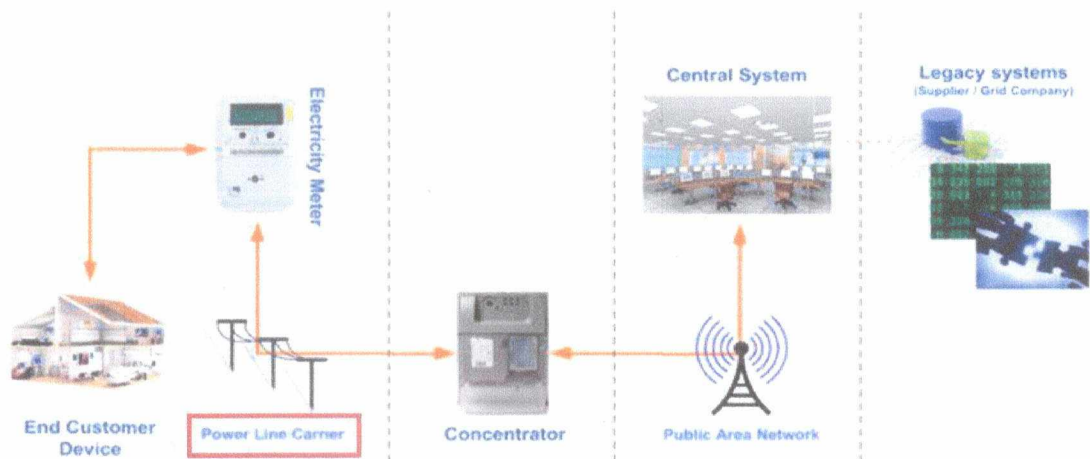 Electricity Meter
Central System
Legacy systems
(Supplier / Grid Company)
End Customer
Device
Power Line Carrier
Concentrator
Public Area Network